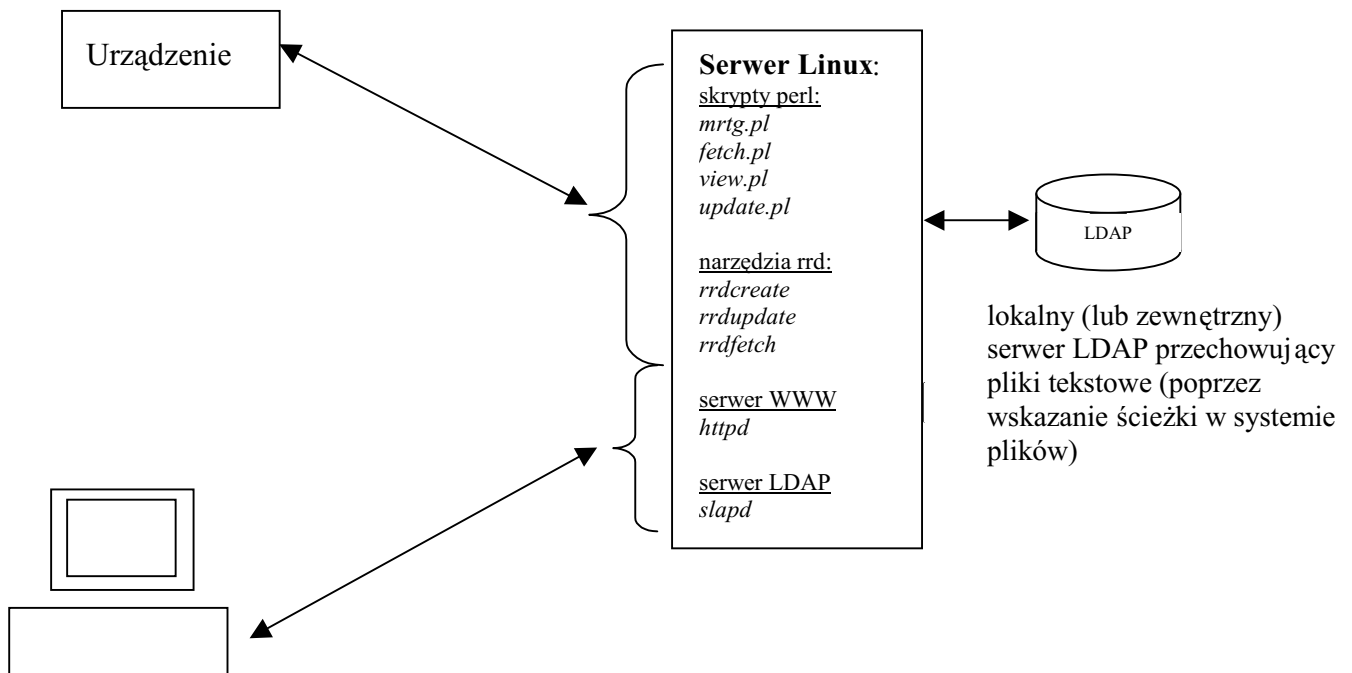 Urządzenie
Serwer Linux:
skrypty perl:
mrtg.pl
fetch.pl
view.pl
update.pl
narzędzia rrd:
rrdcreate
rrdupdate
rrdfetch
serwer WWW
httpd
serwer LDAP
slapd
LDAP
lokalny (lub zewnętrzny)
serwer LDAP przechowujący
pliki tekstowe (poprzez
wskazanie ścieżki w systemie
plików)